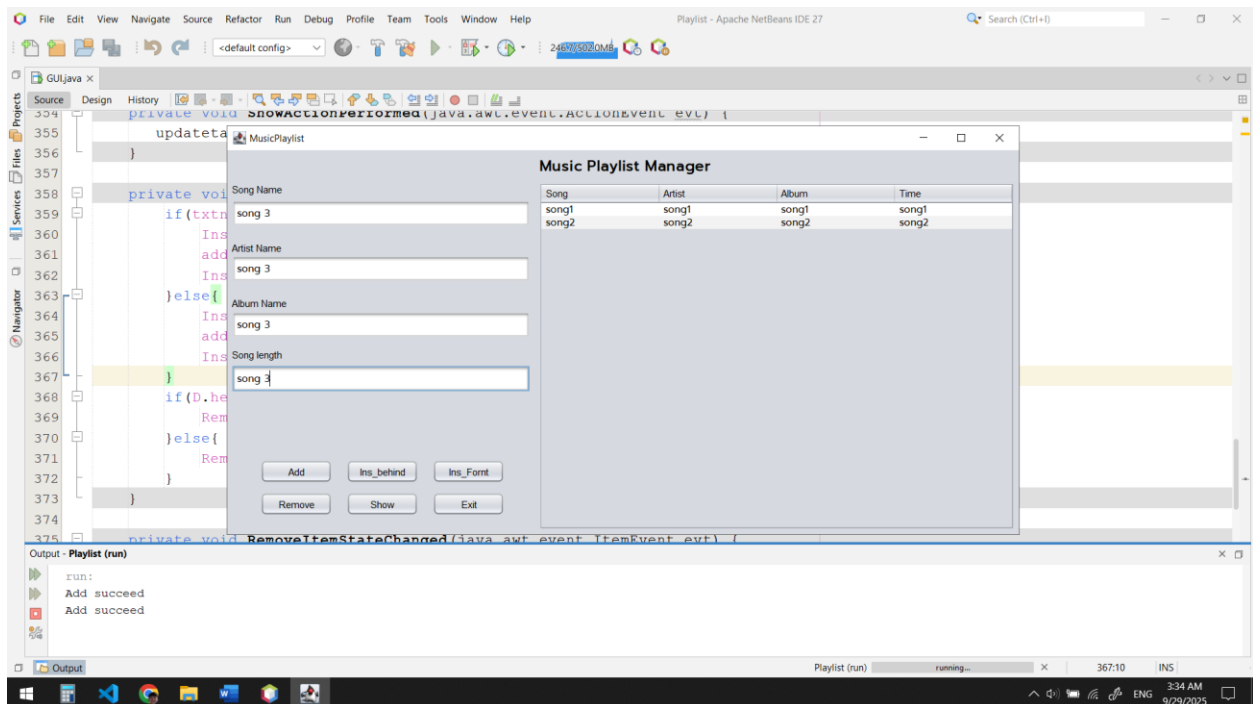 File Edit View Navigate Source Refactor Run Debug Profile Team Tools Window Help Playlist - Apache NetBeans IDE 27 Search (Ctrl+I)
<default config>
GUI.java ×
Source Design History
Projects
Files
Services
Navigator
354 private void ShowActionPerformed(java.awt.event.ActionEvent evt) {
355 updateta
356 }
357
358 private voi
359 if(txtn
360 Ins
361 add
362 Ins
363 }else{
364 Ins
365 add
366 Ins
367 }
368 if(D.he
369 Rem
370 }else{
371 Rem
372 }
373 }
374
375 private void RemoveItemStateChanged(java.awt.event.ItemEvent evt) {
MusicPlaylist
Music Playlist Manager
Song Name
song 3
Artist Name
song 3
Album Name
song 3
Song length
song 3
Add Ins_behind Ins_Fornt
Remove Show Exit
Song Artist Album Time
song1 song1 song1 song1
song2 song2 song2 song2
Output - Playlist (run)
run:
Add succeed
Add succeed
Output Playlist (run) running... 367:10 INS
ENG 3:34 AM
9/29/2025